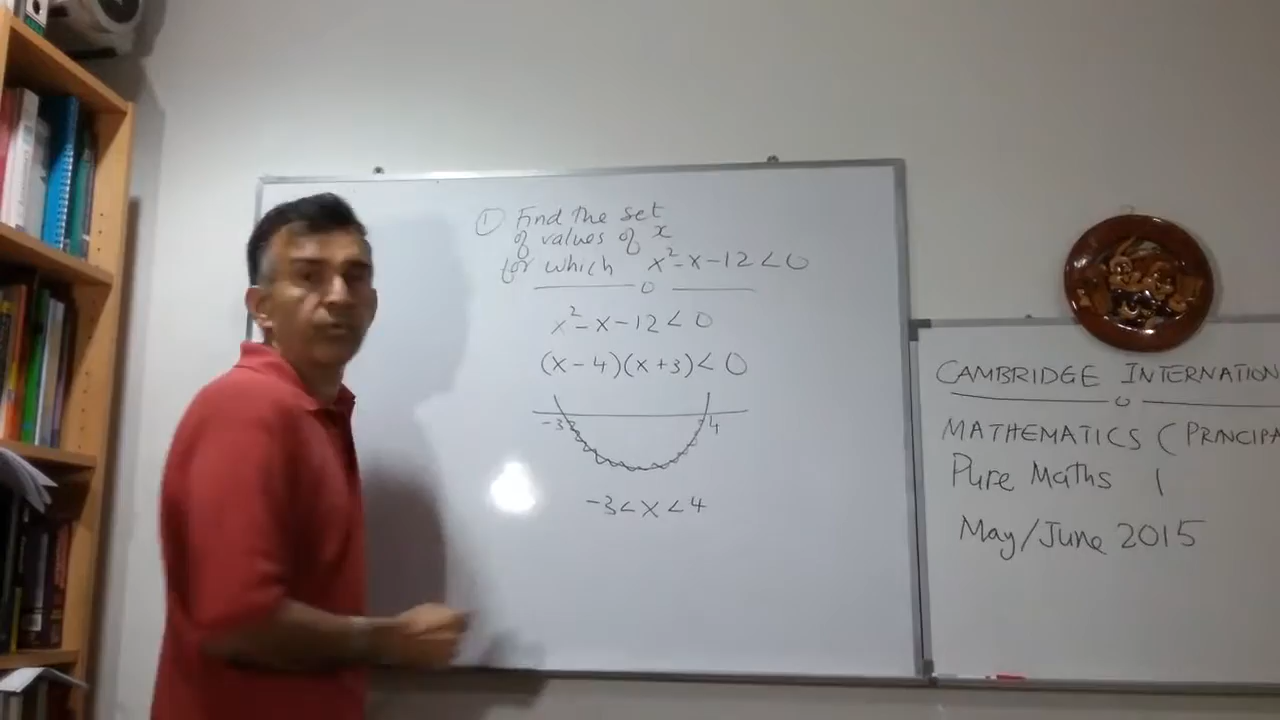 ① Find the set
of values of x
for which x²-x-12<0
x²-x-12<0
(x-4)(x+3)<0
-3 4
-3<x<4
CAMBRIDGE INTERNATION
MATHEMATICS (PRINCIPA
Pure Maths 1
May/June 2015